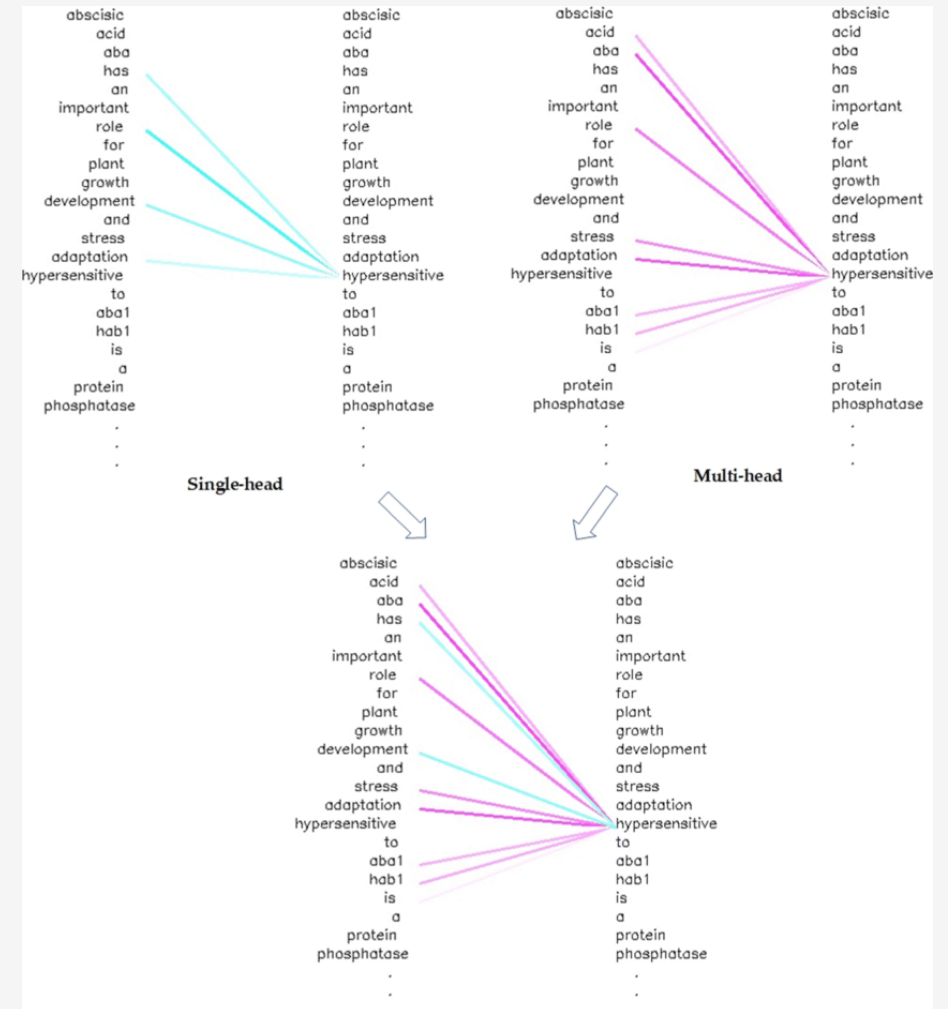 abscisic abscisic abscisic abscisic
acid acid acid acid
aba aba aba aba
has has has has
an an an an
important important important important
role role role role
for for for for
plant plant plant plant
growth growth growth growth
development development development development
and and and and
stress stress stress stress
adaptation adaptation adaptation adaptation
hypersensitive hypersensitive hypersensitive hypersensitive
to to to to
aba1 aba1 aba1 aba1
hab1 hab1 hab1 hab1
is is is is
a a a a
protein protein protein protein
phosphatase phosphatase phosphatase phosphatase
. . . .
. . . .
. . . .
Single-head Multi-head
abscisic abscisic
acid acid
aba aba
has has
an an
important important
role role
for for
plant plant
growth growth
development development
and and
stress stress
adaptation adaptation
hypersensitive hypersensitive
to to
aba1 aba1
hab1 hab1
is is
a a
protein protein
phosphatase phosphatase
. .
. .